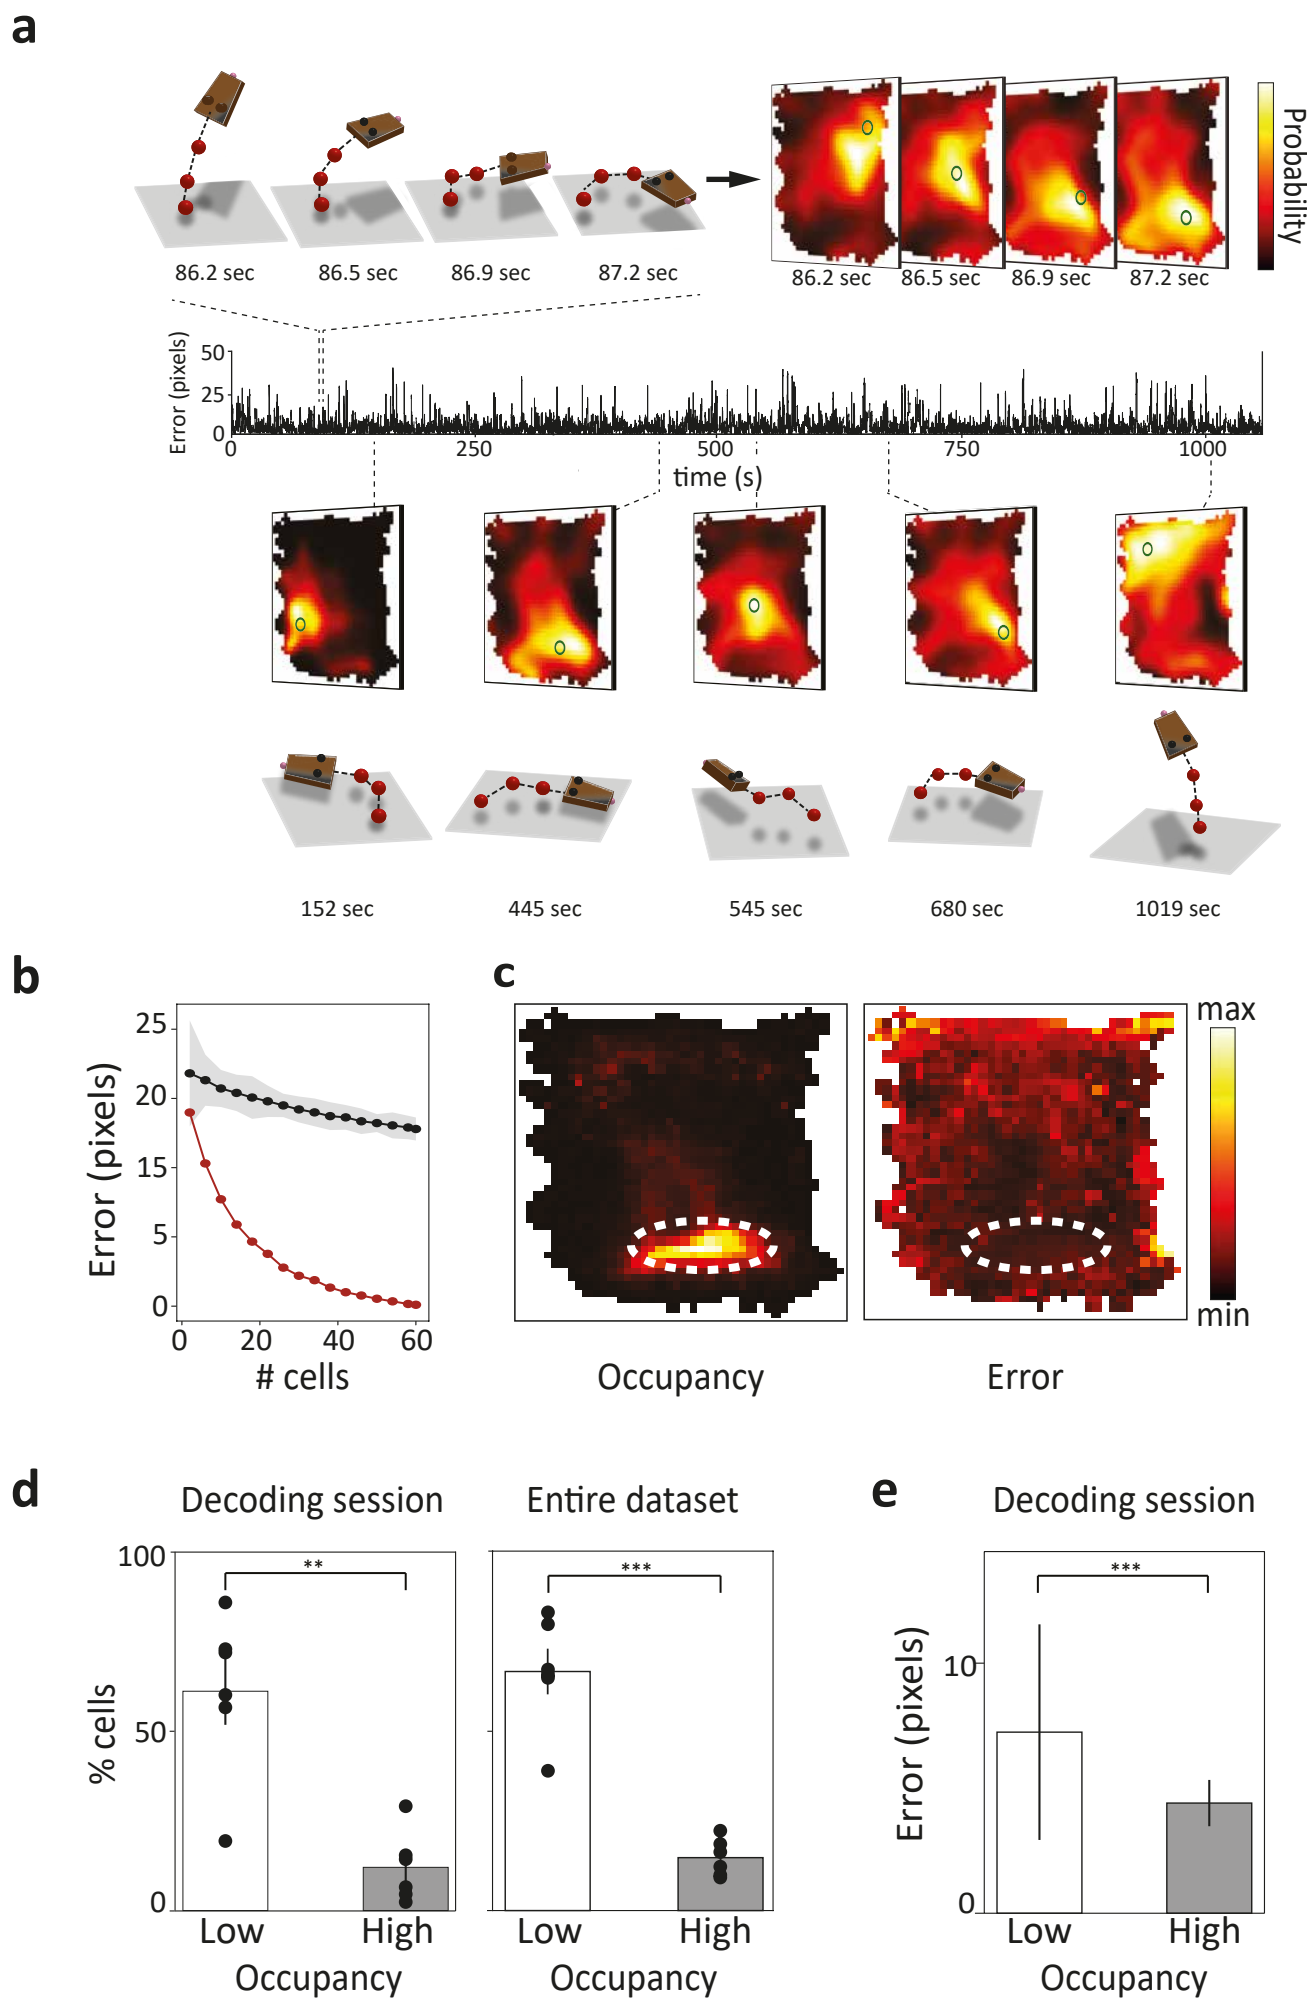 a
86.2 sec 86.5 sec 86.9 sec 87.2 sec
86.2 sec 86.5 sec 86.9 sec 87.2 sec
Probability
Error (pixels)
50
25
0
0 250 500 750 1000
time (s)
152 sec 445 sec 545 sec 680 sec 1019 sec
b
Error (pixels)
25
20
15
5
0
0 20 40 60
# cells
c
max
min
Occupancy Error
d
Decoding session Entire dataset
% cells
100
50
0
** ***
Low High Low High
Occupancy Occupancy
e
Decoding session
Error (pixels)
10
0
***
Low High
Occupancy